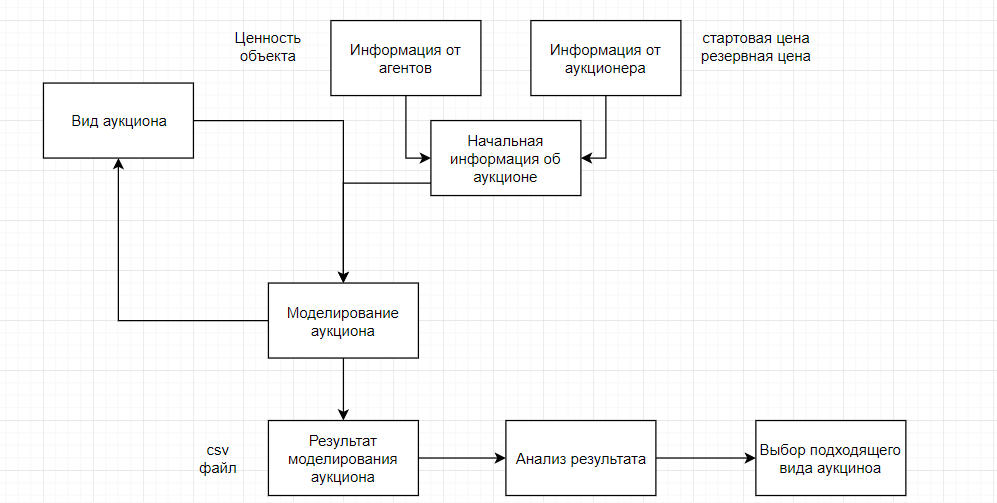 Ценность
объекта
Информация от
агентов
Информация от
аукционера
стартовая цена
резервная цена
Вид аукциона
Начальная
информация об
аукционе
Моделирование
аукциона
csv
файл
Результат
моделирования
аукциона
Анализ результата
Выбор подходящего
вида аукциноа